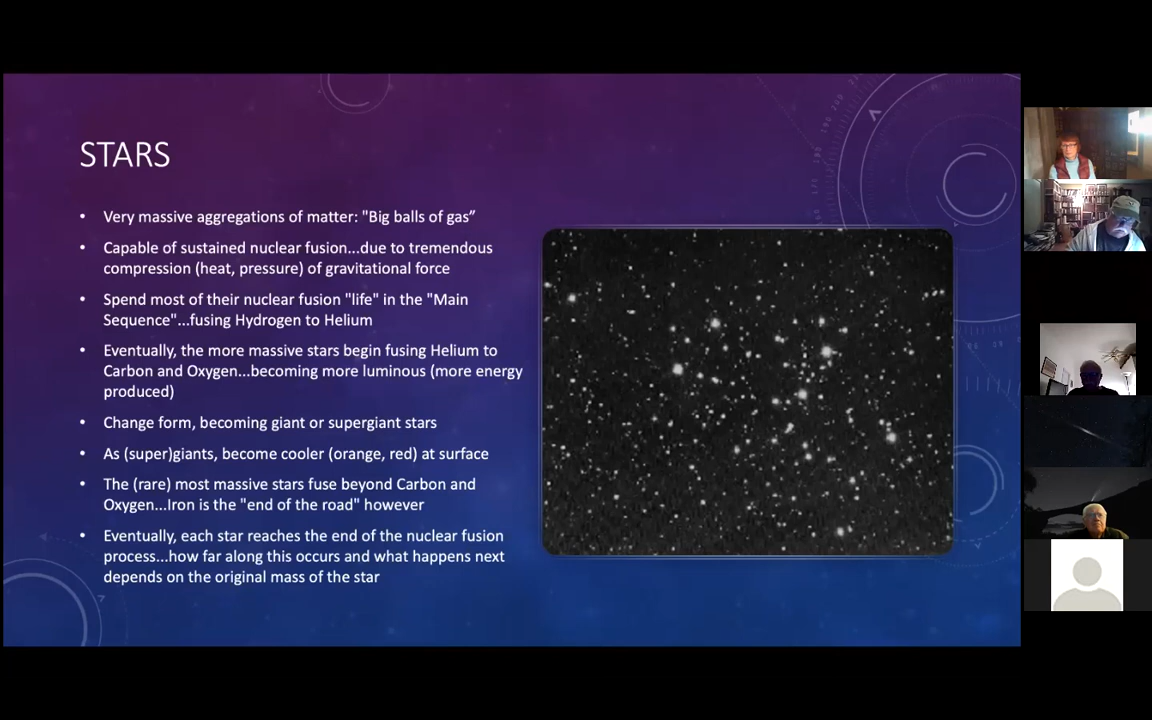 STARS
• Very massive aggregations of matter: "Big balls of gas”
• Capable of sustained nuclear fusion...due to tremendous
compression (heat, pressure) of gravitational force
• Spend most of their nuclear fusion "life" in the "Main
Sequence"...fusing Hydrogen to Helium
• Eventually, the more massive stars begin fusing Helium to
Carbon and Oxygen...becoming more luminous (more energy
produced)
• Change form, becoming giant or supergiant stars
• As (super)giants, become cooler (orange, red) at surface
• The (rare) most massive stars fuse beyond Carbon and
Oxygen...Iron is the "end of the road" however
• Eventually, each star reaches the end of the nuclear fusion
process...how far along this occurs and what happens next
depends on the original mass of the star